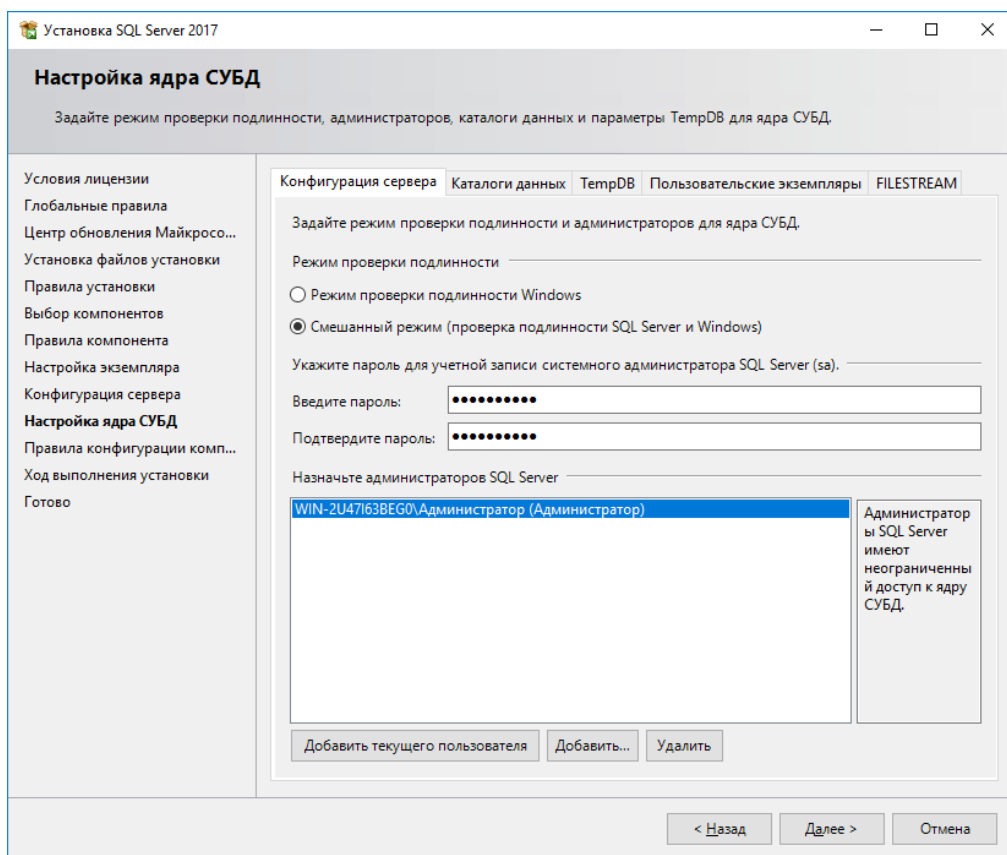 Установка SQL Server 2017
Настройка ядра СУБД
Задайте режим проверки подлинности, администраторов, каталоги данных и параметры TempDB для ядра СУБД.
Условия лицензии
Глобальные правила
Центр обновления Майкросо...
Установка файлов установки
Правила установки
Выбор компонентов
Правила компонента
Настройка экземпляра
Конфигурация сервера
Настройка ядра СУБД
Правила конфигурации комп...
Ход выполнения установки
Готово
Конфигурация сервера Каталоги данных TempDB Пользовательские экземпляры FILESTREAM
Задайте режим проверки подлинности и администраторов для ядра СУБД.
Режим проверки подлинности
Режим проверки подлинности Windows
Смешанный режим (проверка подлинности SQL Server и Windows)
Укажите пароль для учетной записи системного администратора SQL Server (sa).
Введите пароль: ●●●●●●●●●●
Подтвердите пароль: ●●●●●●●●●●
Назначьте администраторов SQL Server
WIN-2U47I63BEG0\Администратор (Администратор)
Администратор
ы SQL Server
имеют
неограниченны
й доступ к ядру
СУБД.
Добавить текущего пользователя Добавить... Удалить
< Назад Далее > Отмена